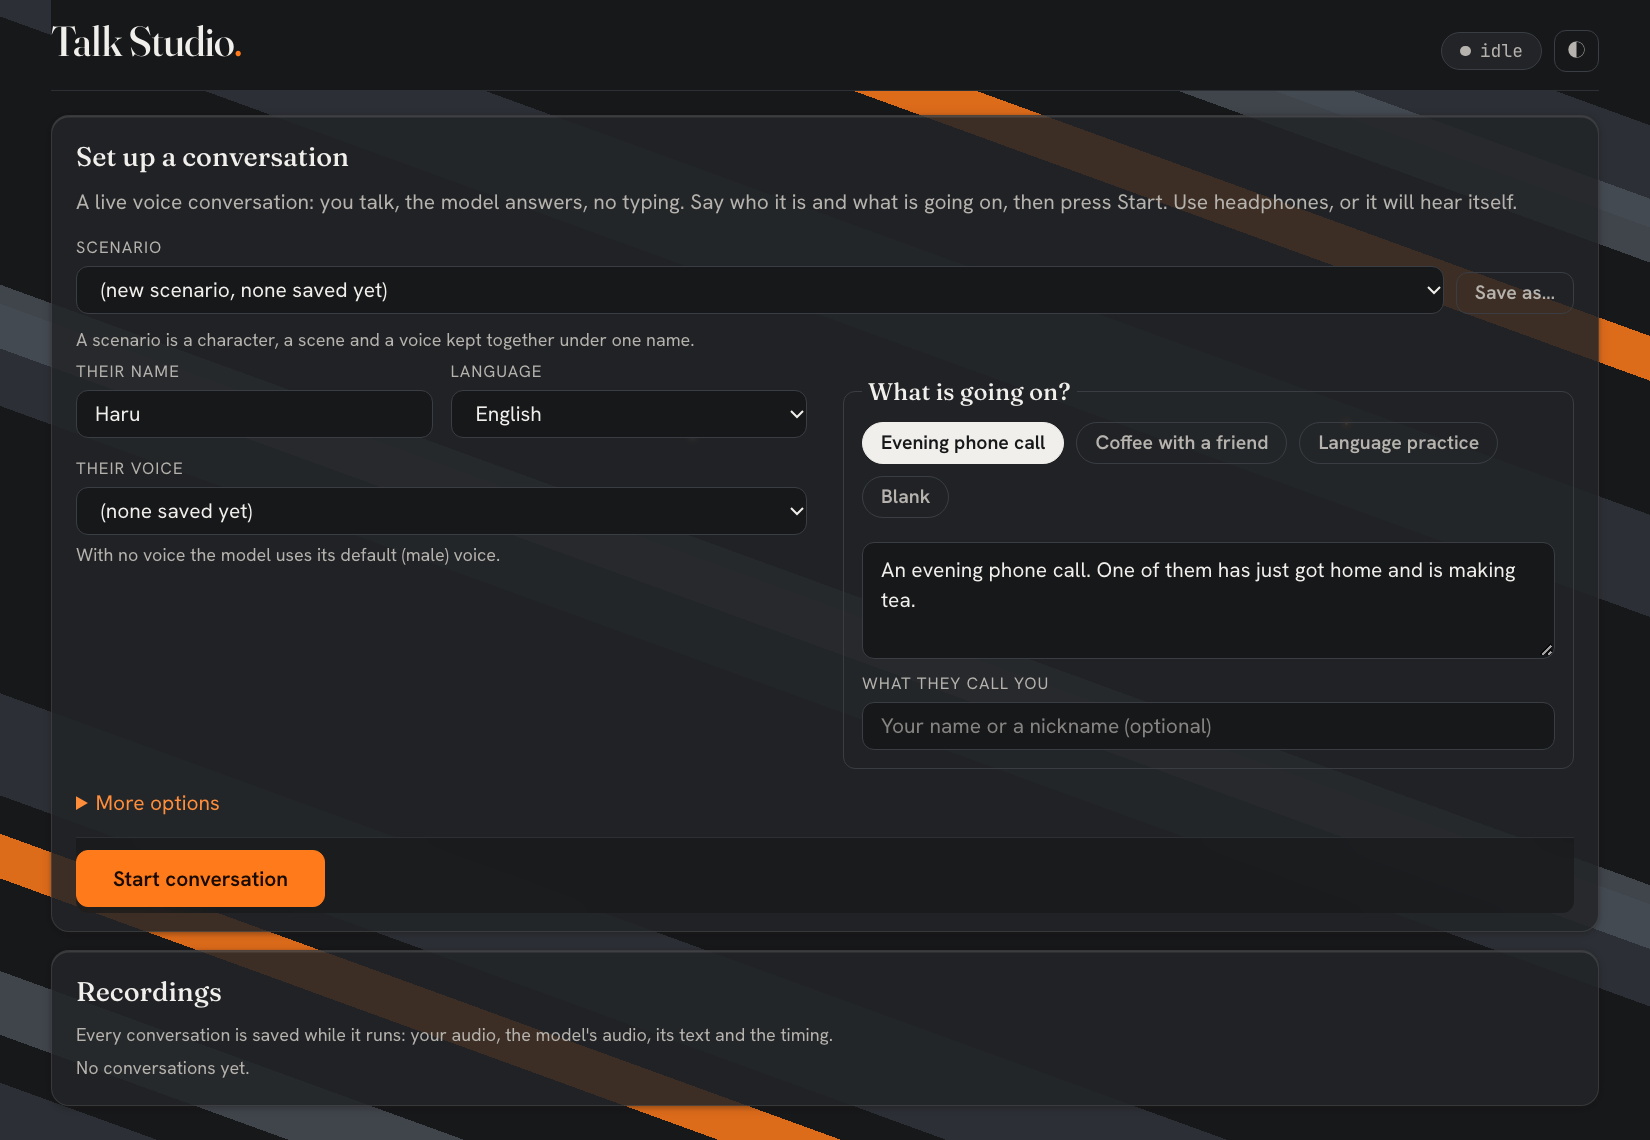 Talk Studio.
idle
Set up a conversation
A live voice conversation: you talk, the model answers, no typing. Say who it is and what is going on, then press Start. Use headphones, or it will hear itself.
SCENARIO
(new scenario, none saved yet)
Save as...
A scenario is a character, a scene and a voice kept together under one name.
THEIR NAME
LANGUAGE
Haru
English
THEIR VOICE
(none saved yet)
With no voice the model uses its default (male) voice.
What is going on?
Evening phone call
Coffee with a friend
Language practice
Blank
An evening phone call. One of them has just got home and is making
tea.
WHAT THEY CALL YOU
Your name or a nickname (optional)
More options
Start conversation
Recordings
Every conversation is saved while it runs: your audio, the model's audio, its text and the timing.
No conversations yet.